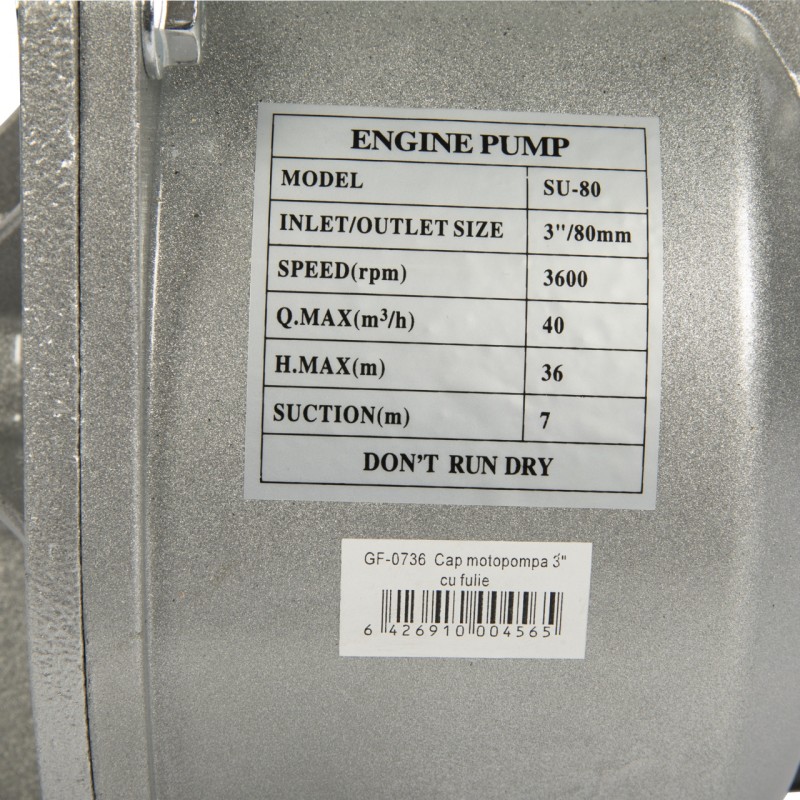 ENGINE PUMP
MODEL SU-80
INLET/OUTLET SIZE 3"/80mm
SPEED(rpm) 3600
Q.MAX(m³/h) 40
H.MAX(m) 36
SUCTION(m) 7
DON'T RUN DRY
GF-0736 Cap motopompa 3"
cu fulie
6 426910 004565